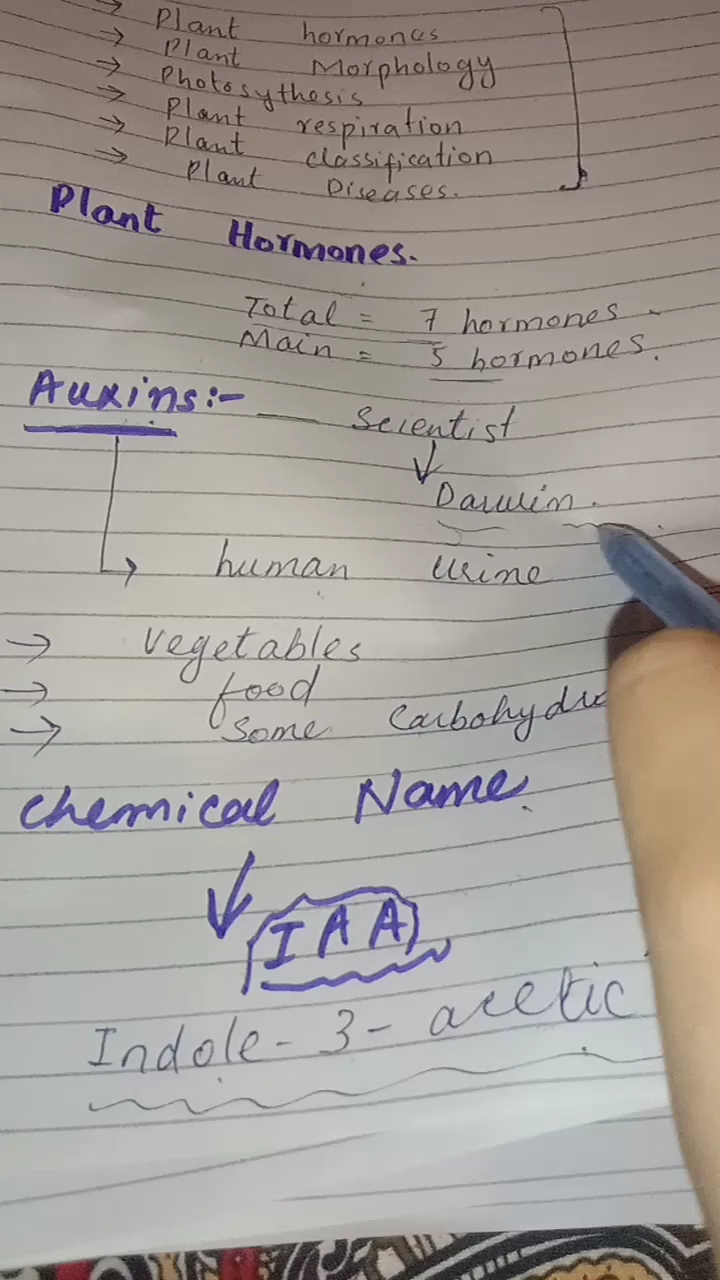 → Plant hormones
→ Plant Morphology
→ Photosythesis
→ Plant respiration
→ Plant classification
→ Plant Diseases.
Plant Hormones.
Total = 7 hormones
Main = 5 hormones.
Auxins:- Scientist
Darwin.
human urine
→ vegetables
→ food
→ some
Chemical Name
IAA
Indole-3-acetic